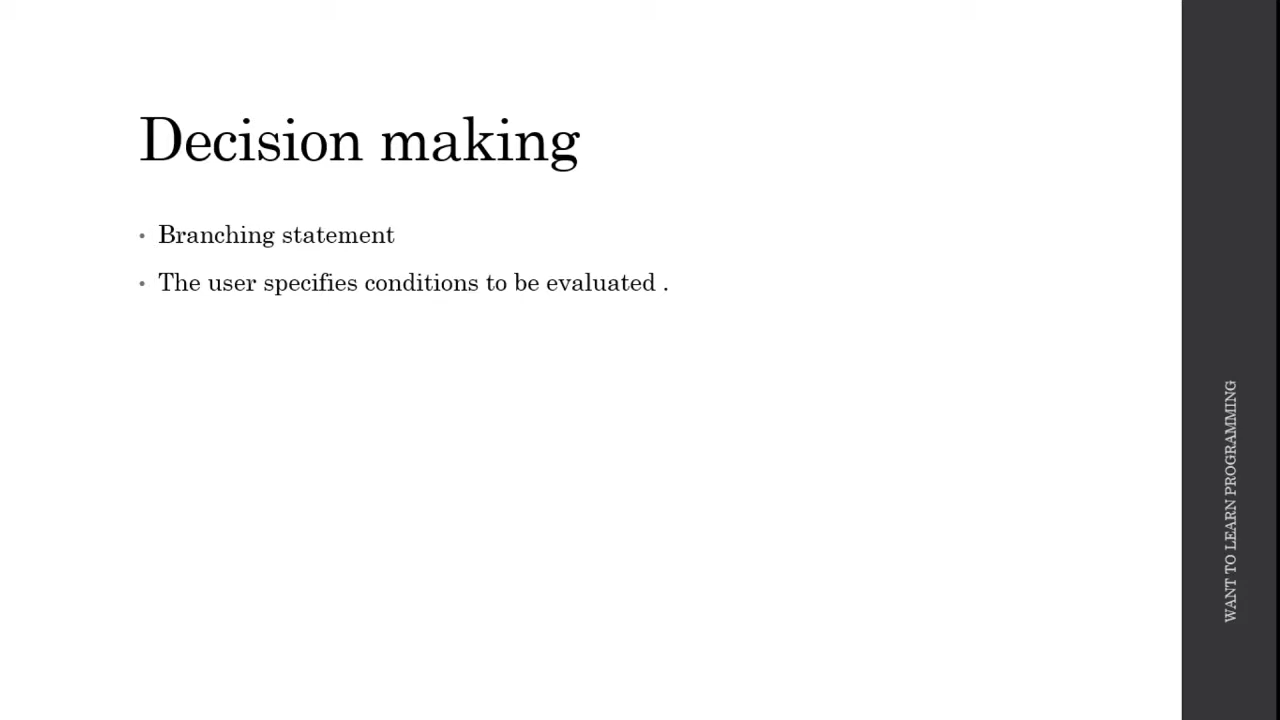 Decision making
• Branching statement
• The user specifies conditions to be evaluated .
WANT TO LEARN PROGRAMMING